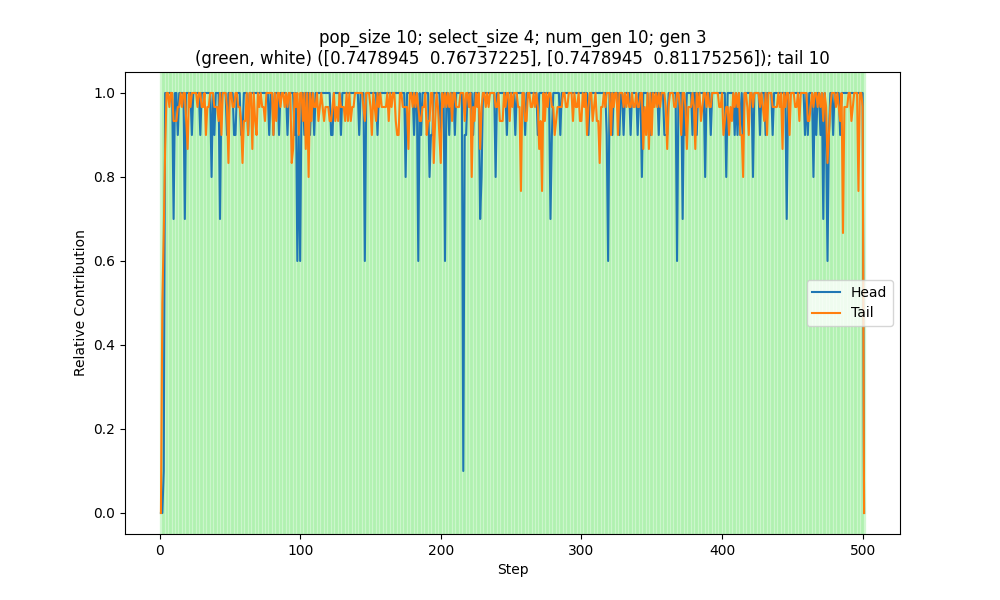 pop_size 10; select_size 4; num_gen 10; gen 3
(green, white) ([0.7478945  0.76737225], [0.7478945  0.81175256]); tail 10
1.0
0.8
0.6
0.4
0.2
0.0
Relative Contribution
Head
Tail
0
100
200
300
400
500
Step